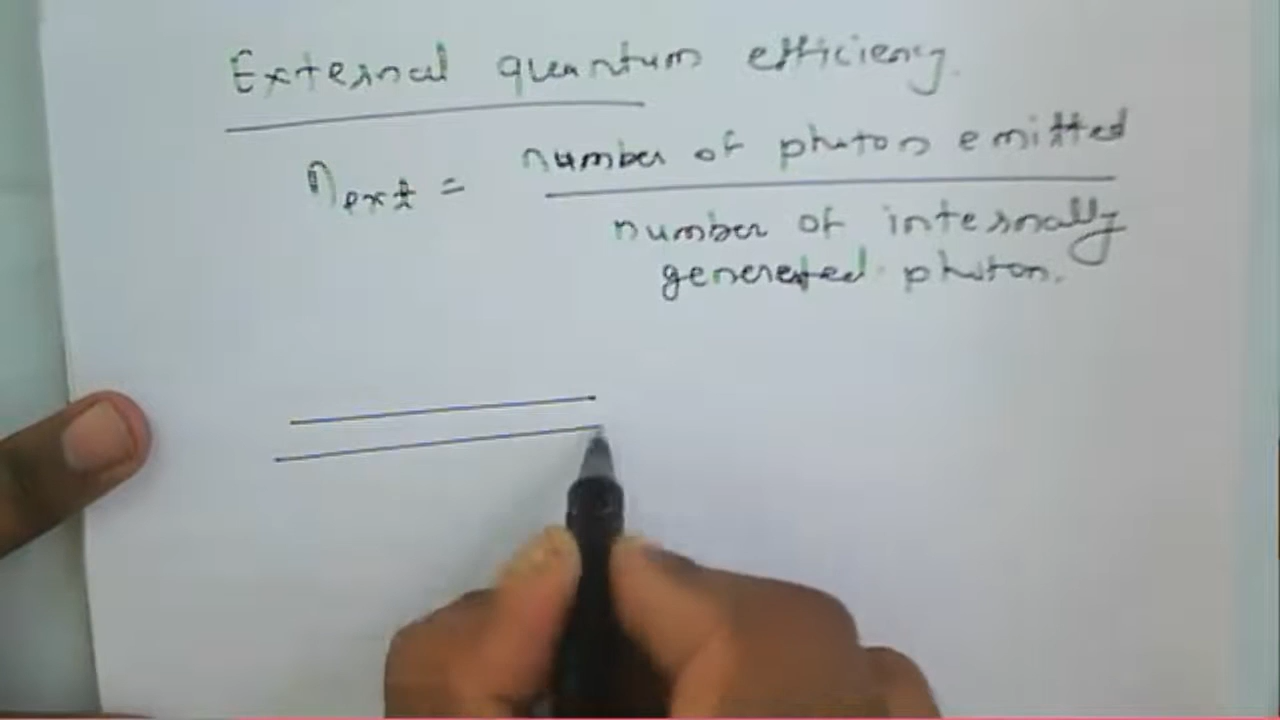 External quantum efficiency.
ηext = number of photon emitted
number of internally
generated photon.